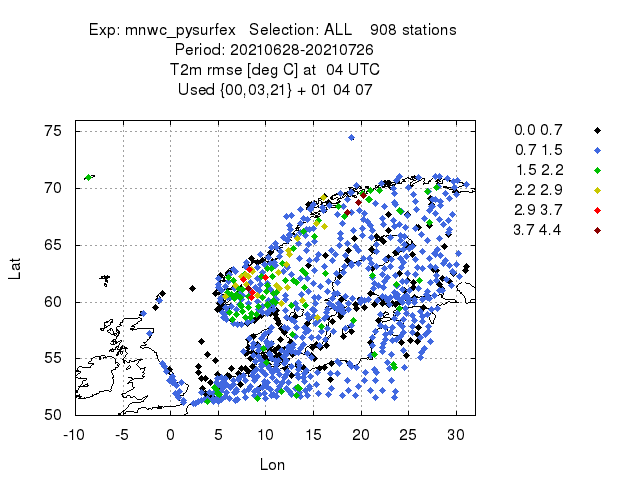 Exp: mnwc_pysurfex   Selection: ALL    908 stations
Period: 20210628-20210726
T2m rmse [deg C] at  04 UTC
Used {00,03,21} + 01 04 07
0.0 0.7
0.7 1.5
1.5 2.2
2.2 2.9
2.9 3.7
3.7 4.4
75
70
65
60
55
50
Lat
-10 -5 0 5 10 15 20 25 30
Lon